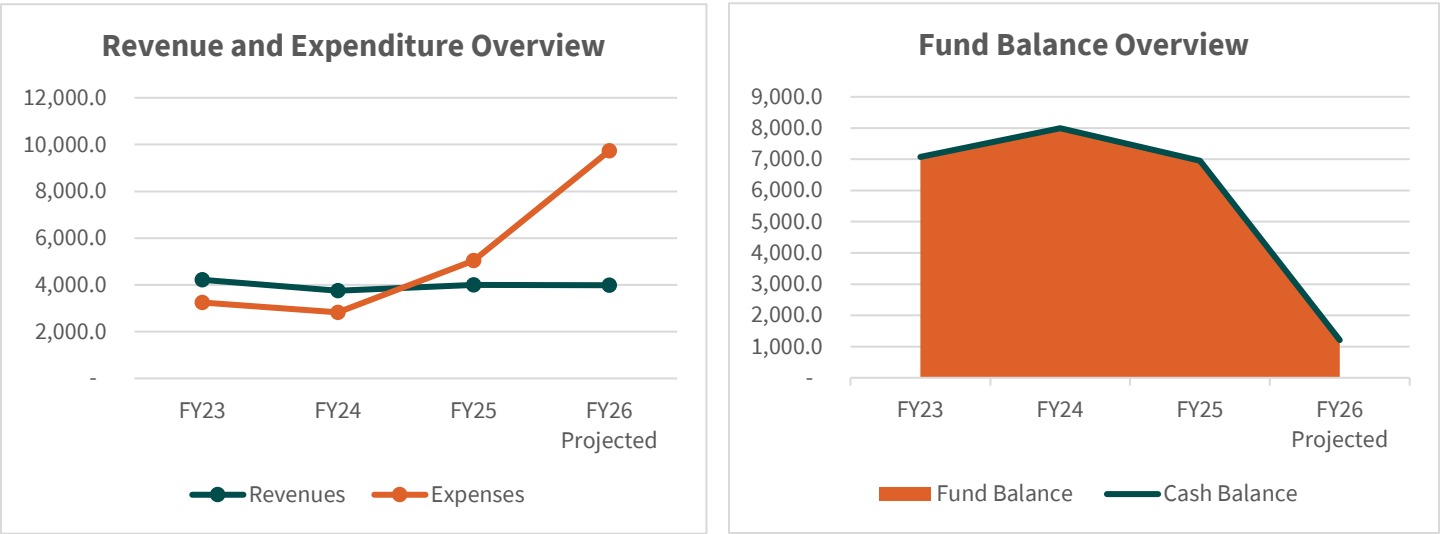 Revenue and Expenditure Overview
12,000.0
10,000.0
8,000.0
6,000.0
4,000.0
2,000.0
-
FY23 FY24 FY25 FY26
Projected
Revenues Expenses
Fund Balance Overview
9,000.0
8,000.0
7,000.0
6,000.0
5,000.0
4,000.0
3,000.0
2,000.0
1,000.0
-
FY23 FY24 FY25 FY26
Projected
Fund Balance Cash Balance